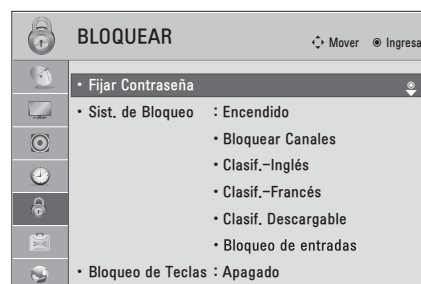 BLOQUEAR
Mover Ingresa
• Fijar Contraseña
• Sist. de Bloqueo : Encendido
• Bloquear Canales
• Clasif.-Inglés
• Clasif.-Francés
• Clasif. Descargable
• Bloqueo de entradas
• Bloqueo de Teclas : Apagado